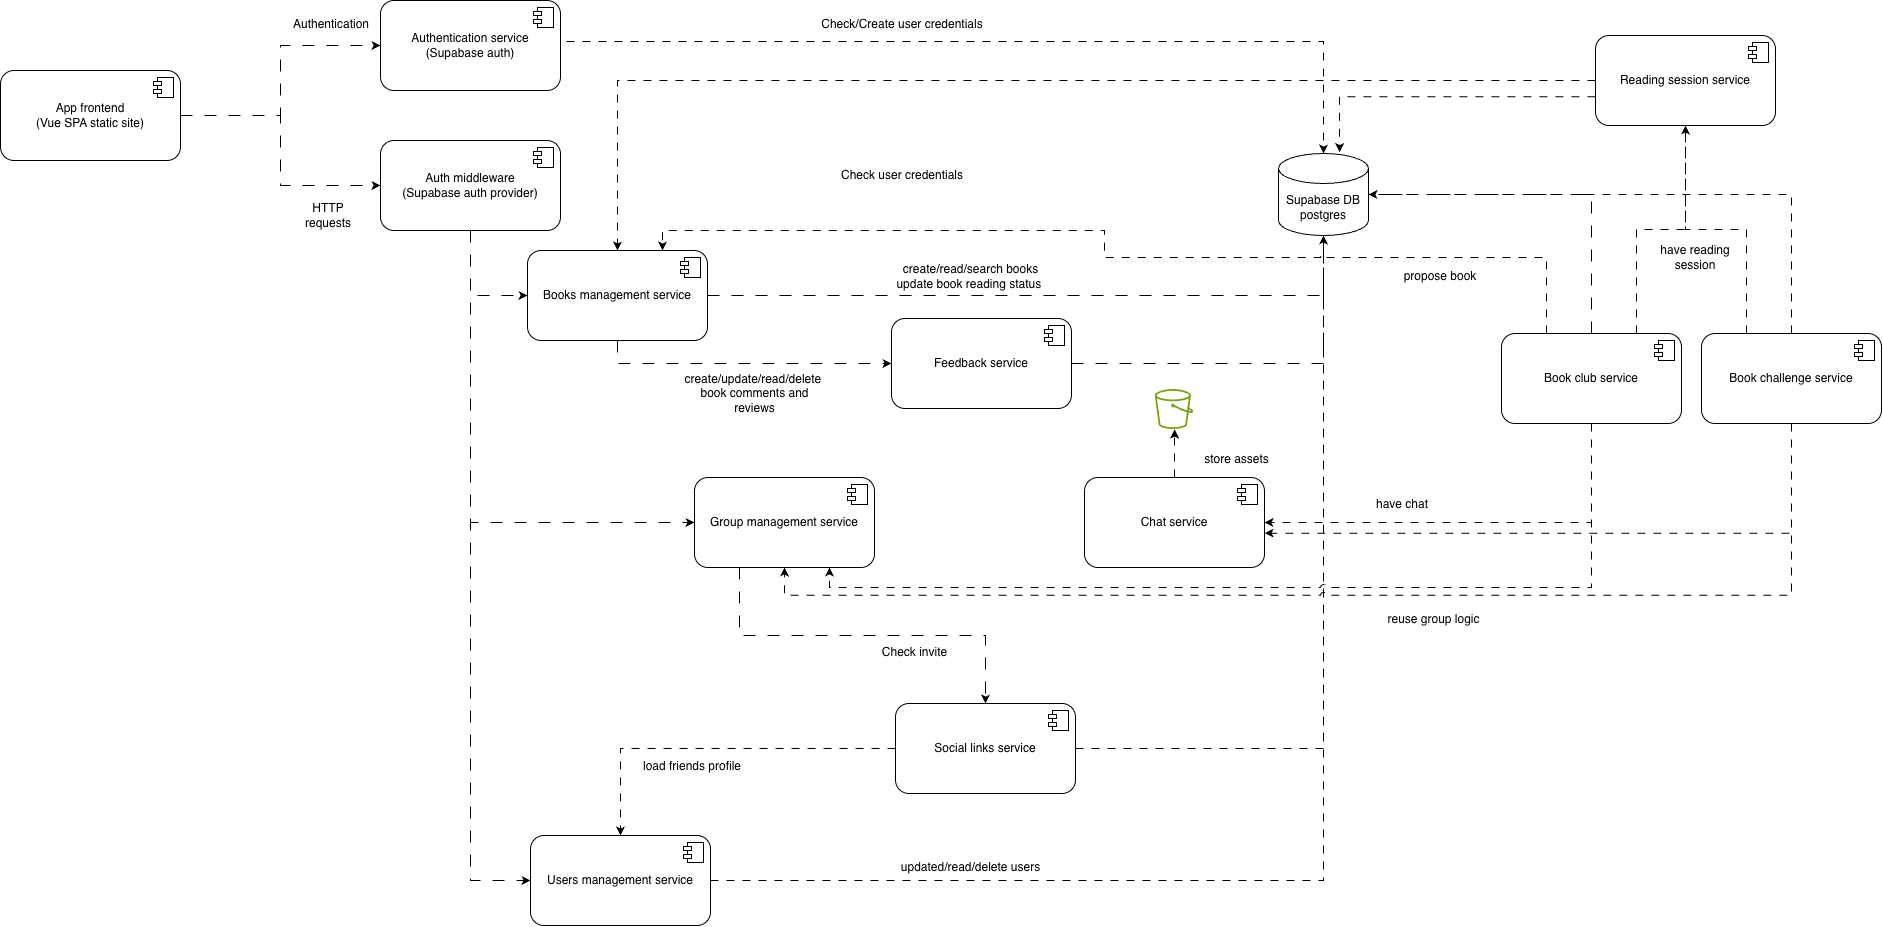 Authentication
Check/Create user credentials
Authentication service
(Supabase auth)
Reading session service
App frontend
(Vue SPA static site)
Auth middleware
(Supabase auth provider)
Check user credentials
HTTP
requests
Supabase DB
postgres
have reading
session
create/read/search books
update book reading status
propose book
Books management service
Feedback service
create/update/read/delete
book comments and
reviews
Book club service
Book challenge service
store assets
have chat
Group management service
Chat service
reuse group logic
Check invite
Social links service
load friends profile
updated/read/delete users
Users management service